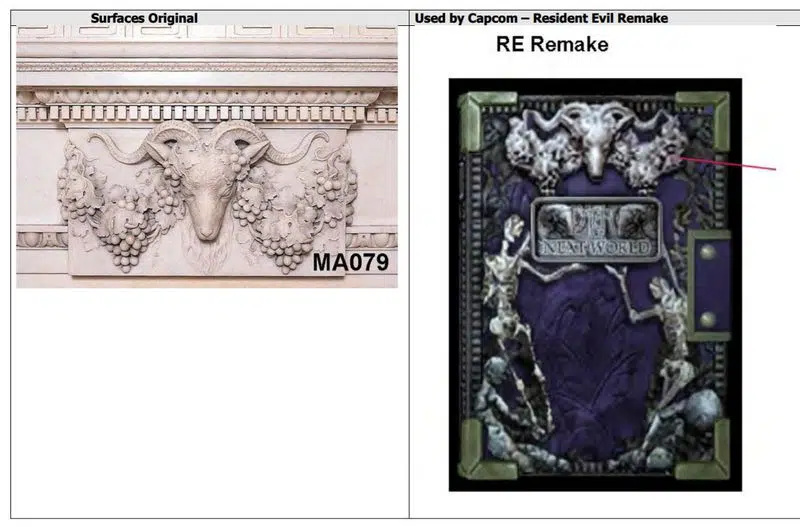 Surfaces Original
Used by Capcom – Resident Evil Remake
RE Remake
MA079
NEXT WORLD